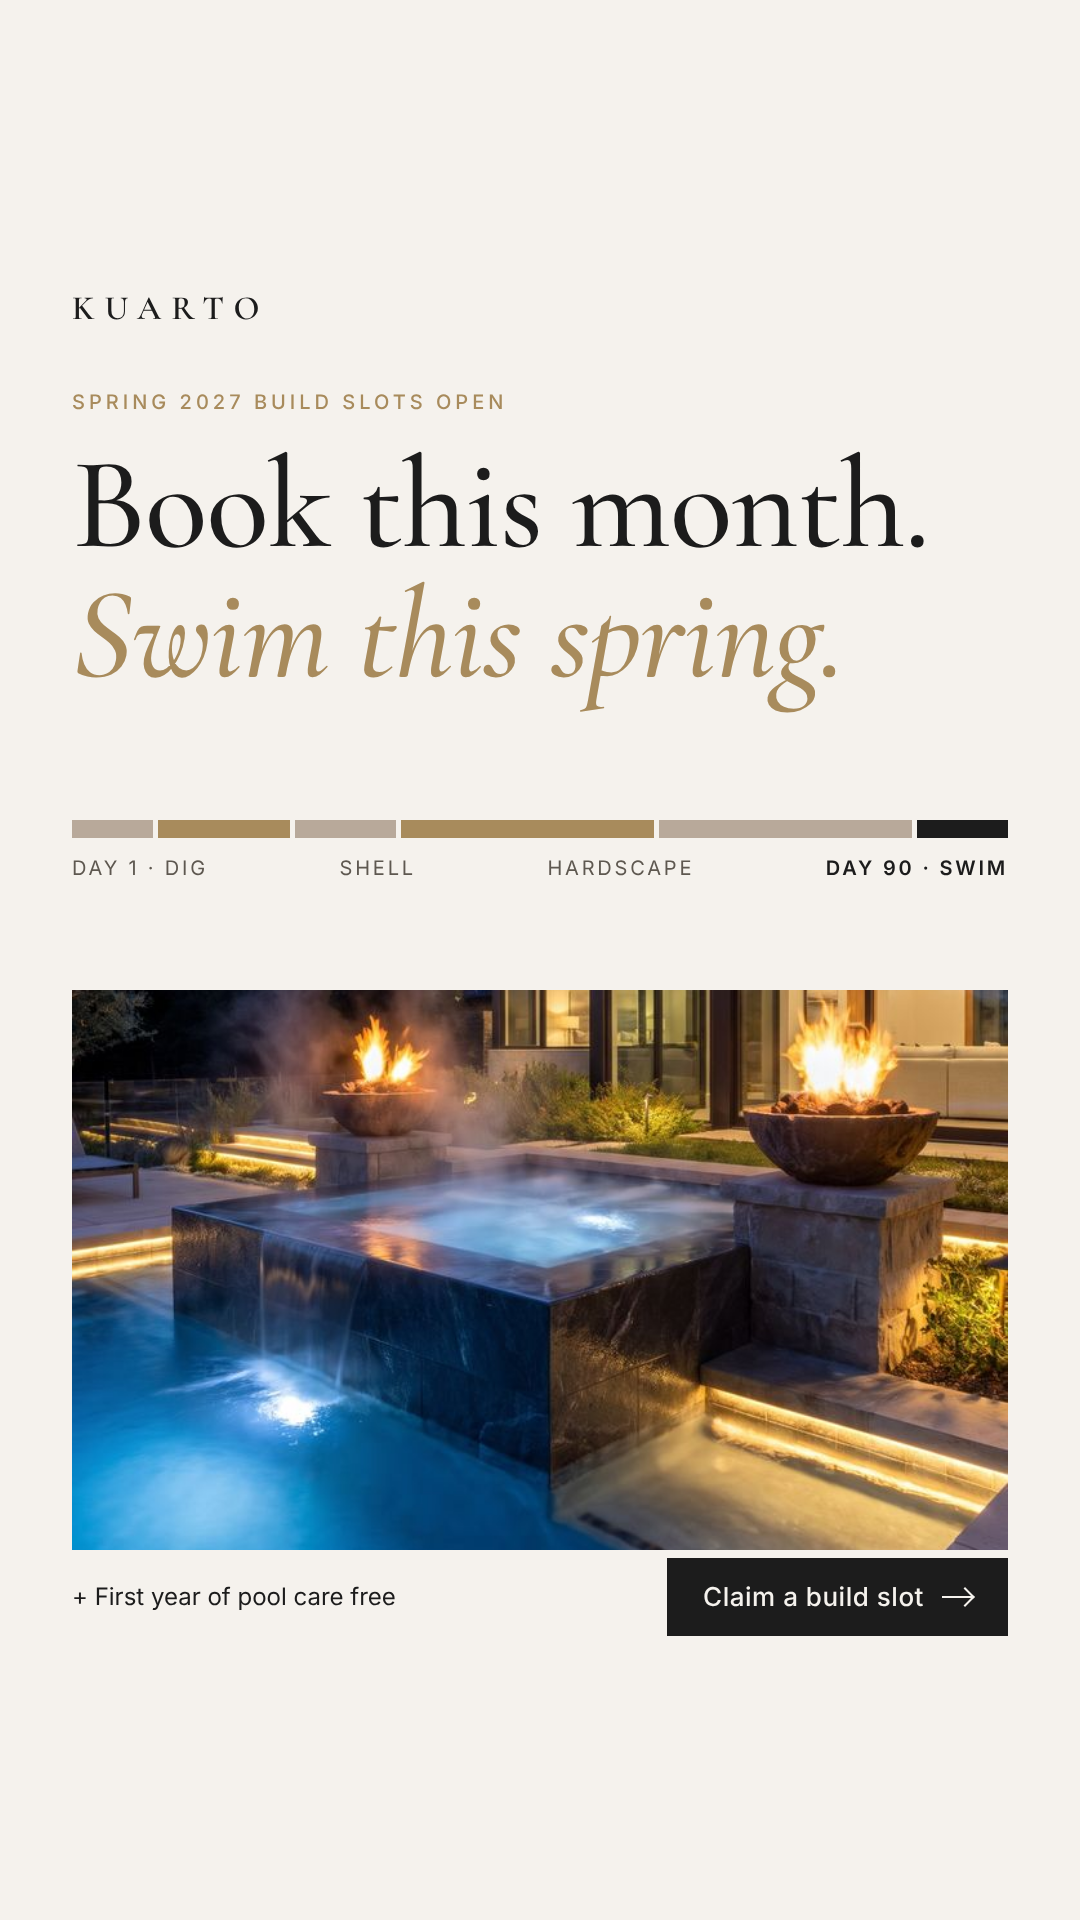 KUARTO
SPRING 2027 BUILD SLOTS OPEN
Book this month.
Swim this spring.
DAY 1 · DIG SHELL HARDSCAPE DAY 90 · SWIM
+ First year of pool care free
Claim a build slot →